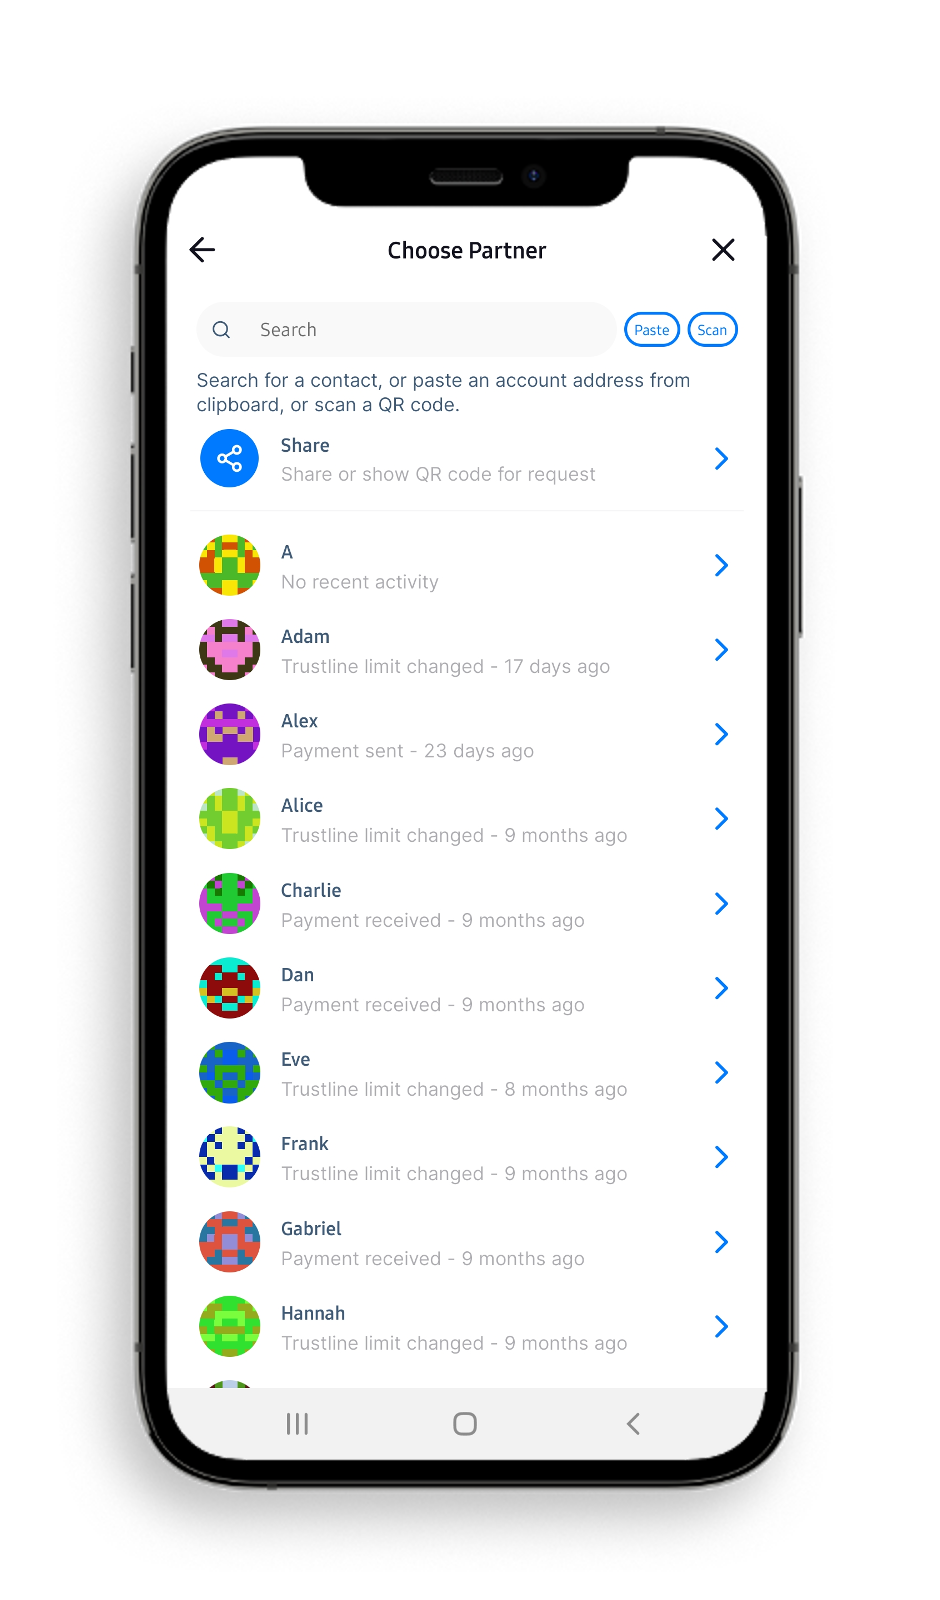 Choose Partner
Search
Paste
Scan
Search for a contact, or paste an account address from
clipboard, or scan a QR code.
Share
Share or show QR code for request
A
No recent activity
Adam
Trustline limit changed - 17 days ago
Alex
Payment sent - 23 days ago
Alice
Trustline limit changed - 9 months ago
Charlie
Payment received - 9 months ago
Dan
Payment received - 9 months ago
Eve
Trustline limit changed - 8 months ago
Frank
Trustline limit changed - 9 months ago
Gabriel
Payment received - 9 months ago
Hannah
Trustline limit changed - 9 months ago